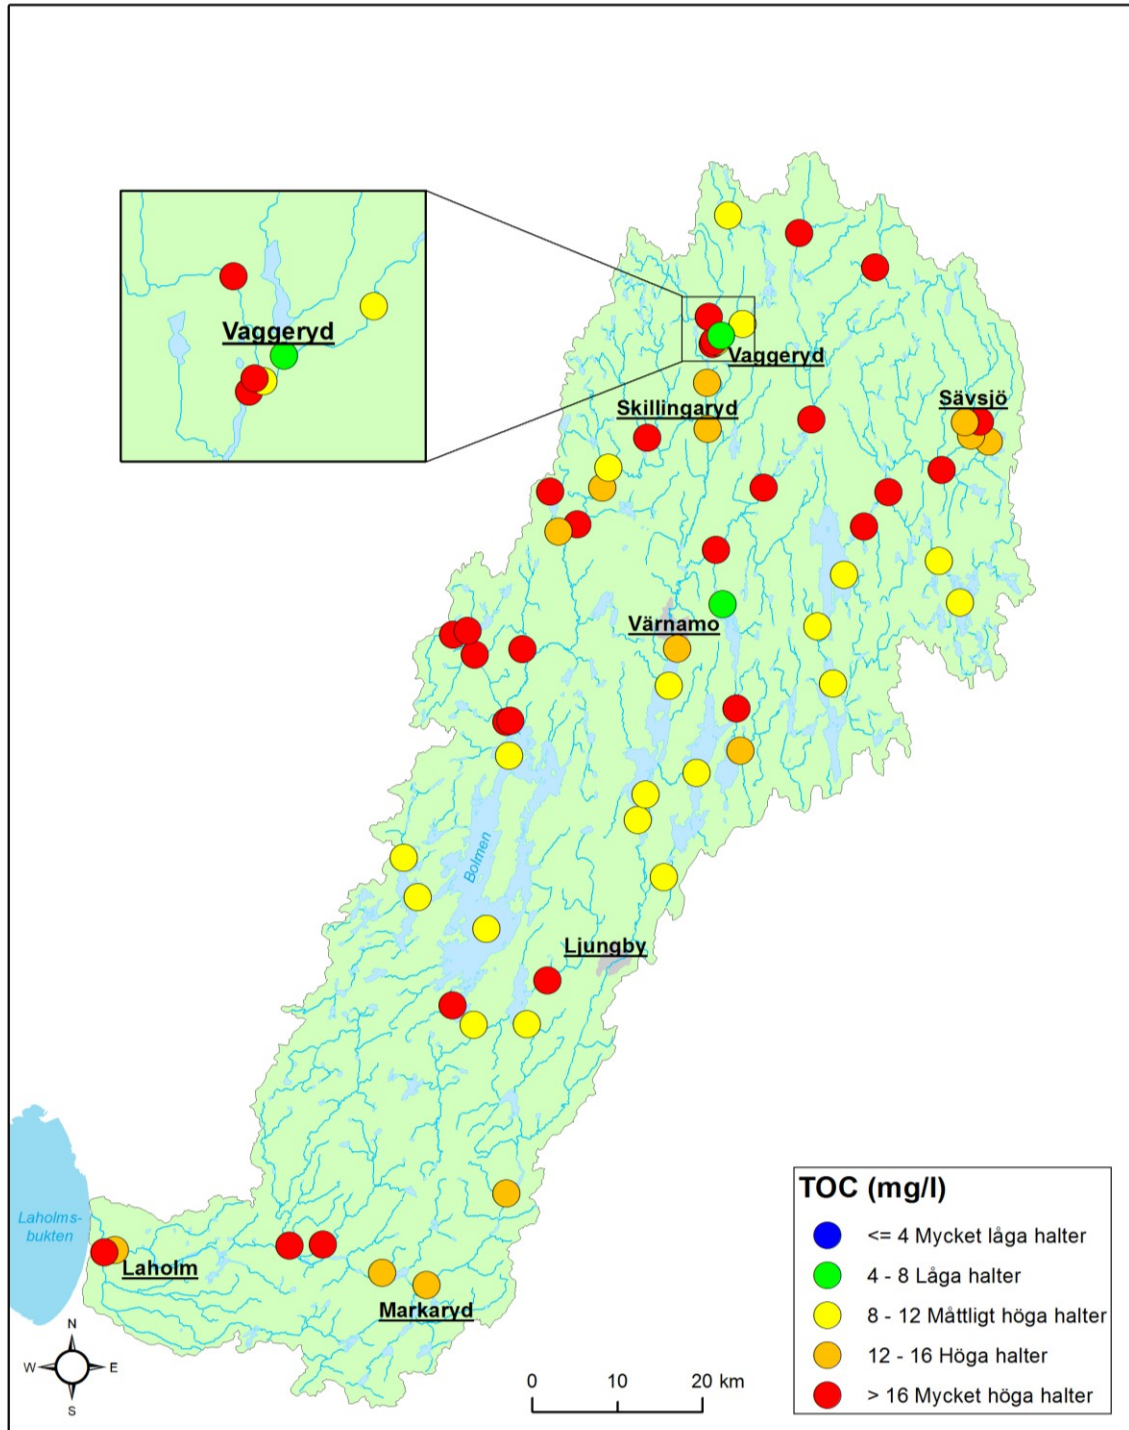 Vaggeryd
Vaggeryd
Skillingaryd
Sävsjö
Värnamo
Bolmen
Ljungby
Laholms-
bukten
Laholm
Markaryd
N
W
E
S
0
10
20 km
TOC (mg/l)
<= 4 Mycket låga halter
4 - 8 Låga halter
8 - 12 Måttligt höga halter
12 - 16 Höga halter
> 16 Mycket höga halter